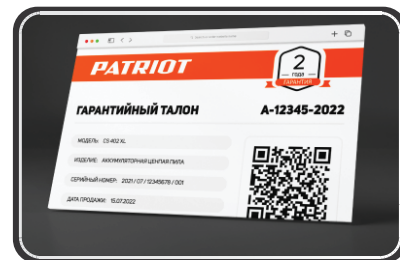 PATRIOT
2
ГОДА
ГАРАНТИЯ
ГАРАНТИЙНЫЙ ТАЛОН
А-12345-2022
МОДЕЛЬ: CS 402 XL
ИЗДЕЛИЕ: АККУМУЛЯТОРНАЯ ЦЕПНАЯ ПИЛА
СЕРИЙНЫЙ НОМЕР: 2021 / 07 / 12345678 / 001
ДАТА ПРОДАЖИ: 15.07.2022